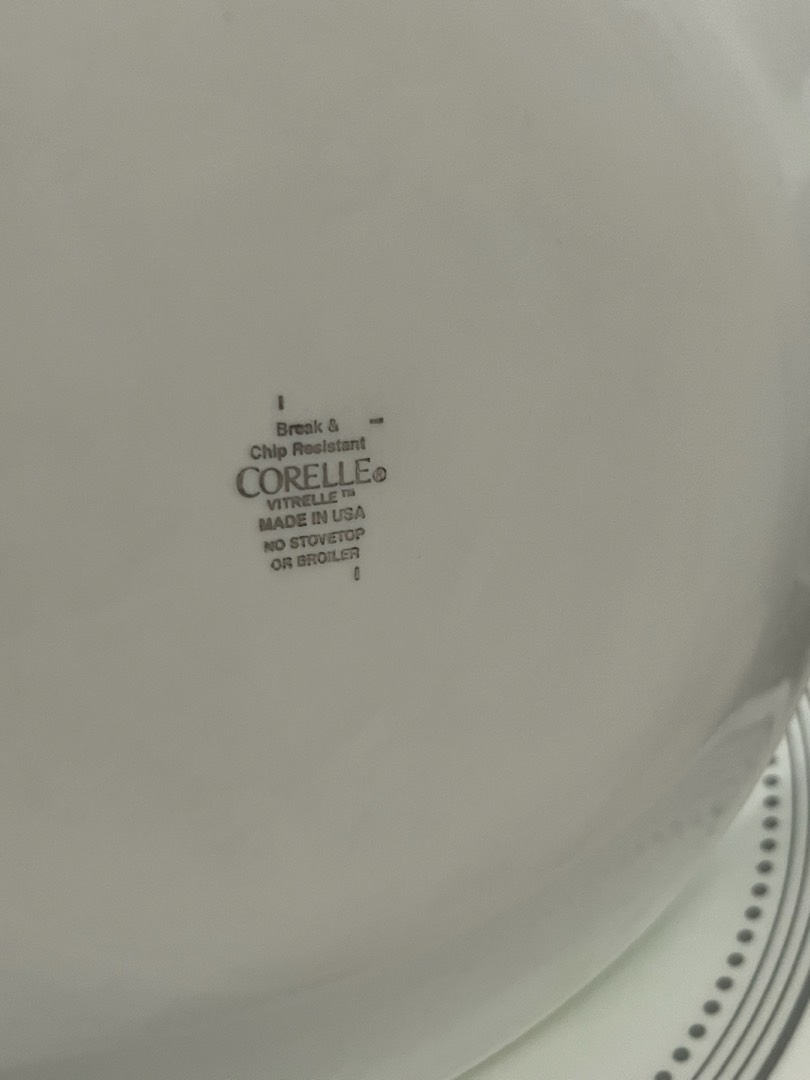 Break &
Chip Resistant
CORELLE®
VITRELLE™
MADE IN USA
NO STOVETOP
OR BROILER